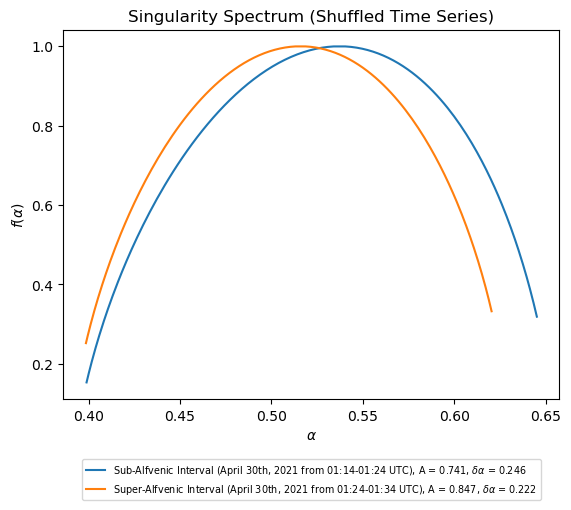 Singularity Spectrum (Shuffled Time Series)
1.0
0.8
0.6
0.4
0.2
f(α)
0.40 0.45 0.50 0.55 0.60 0.65
α
Sub-Alfvenic Interval (April 30th, 2021 from 01:14-01:24 UTC), A = 0.741, δα = 0.246
Super-Alfvenic Interval (April 30th, 2021 from 01:24-01:34 UTC), A = 0.847, δα = 0.222